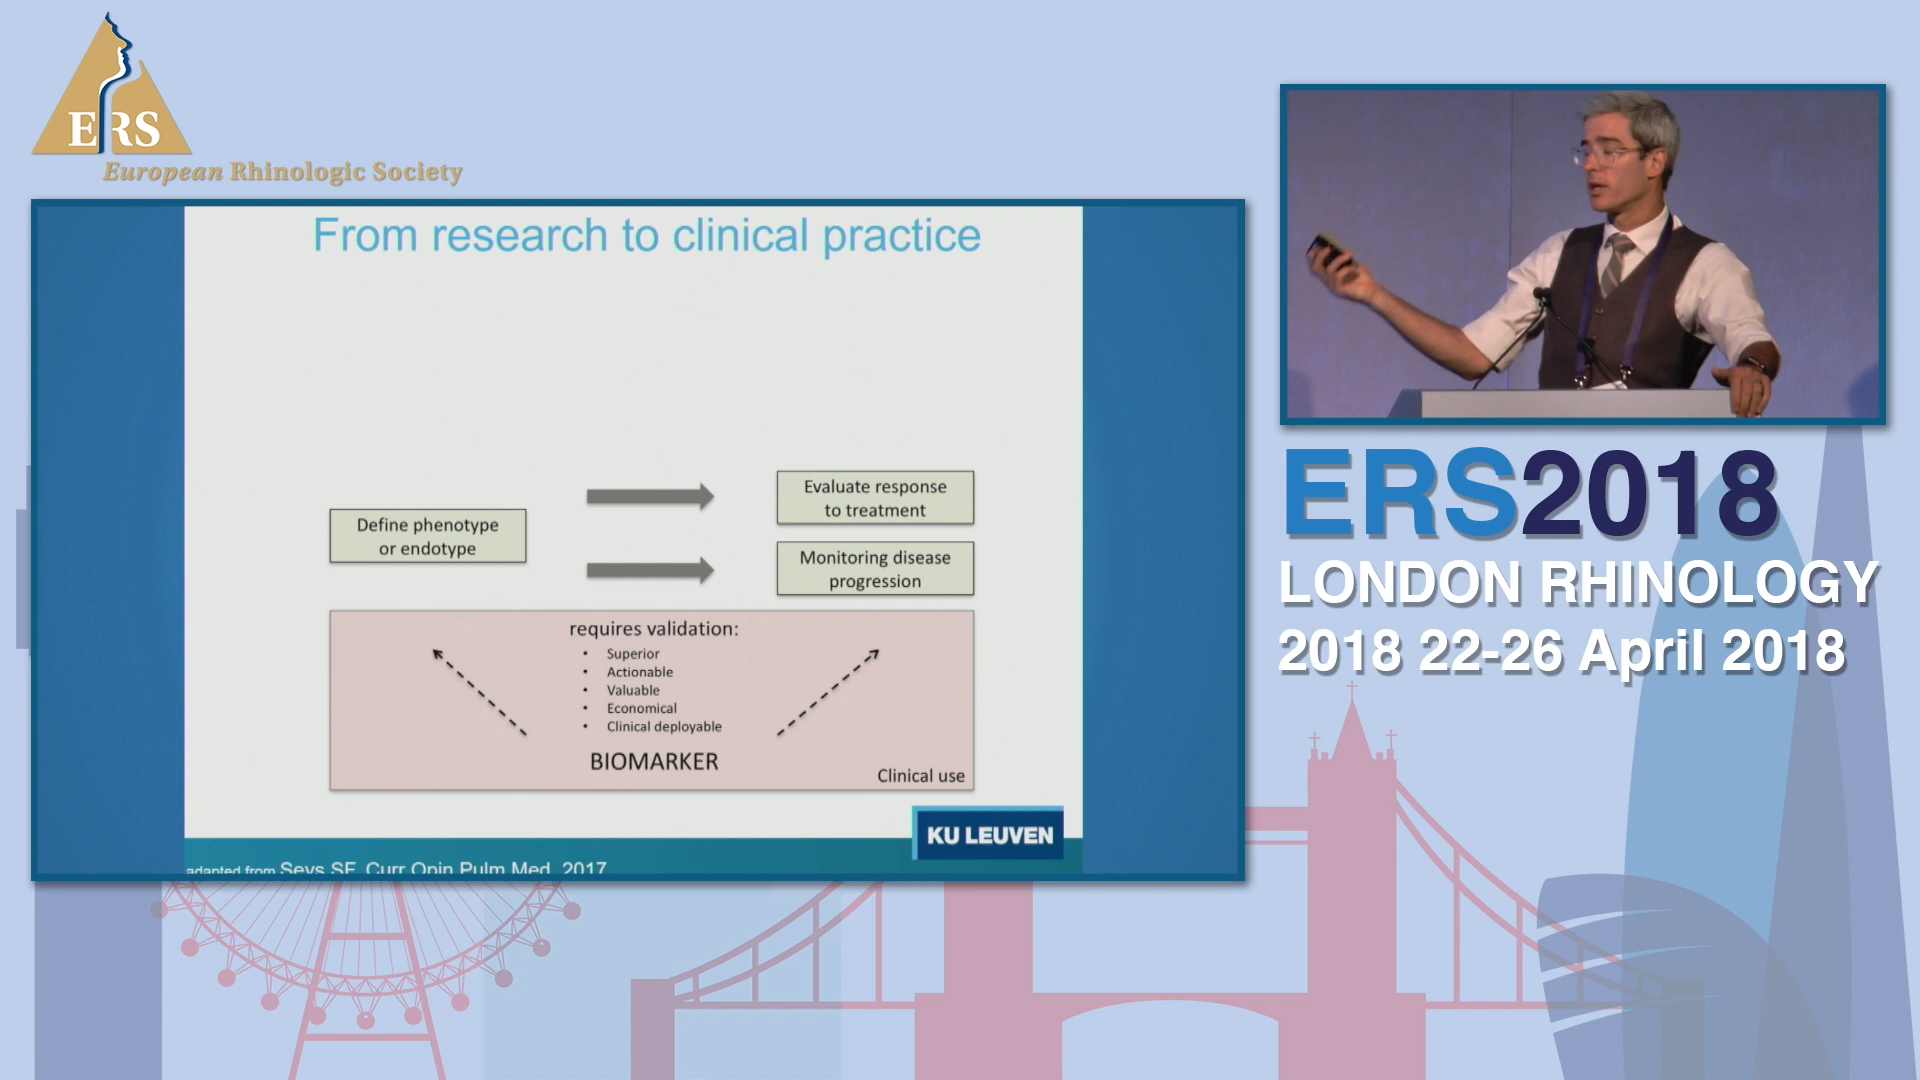 ERS
European Rhinologic Society
From research to clinical practice
Define phenotype
or endotype
Evaluate response
to treatment
Monitoring disease
progression
requires validation:
• Superior
• Actionable
• Valuable
• Economical
• Clinical deployable
BIOMARKER
Clinical use
KU LEUVEN
adapted from Seys SF, Curr Opin Pulm Med, 2017
ERS2018
LONDON RHINOLOGY
2018 22-26 April 2018